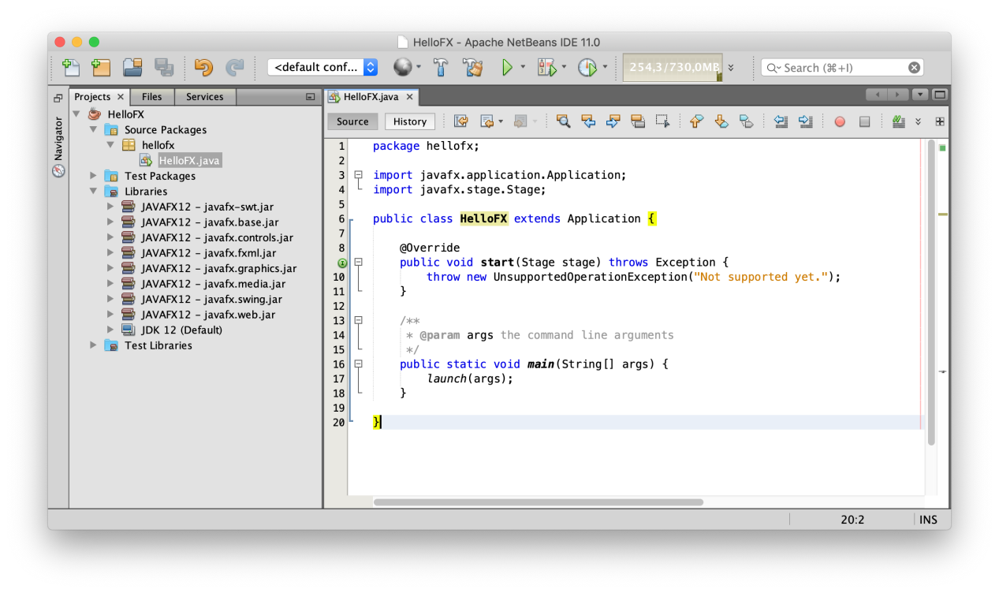 HelloFX - Apache NetBeans IDE 11.0
<default conf...
254,3/730,0MB
Search (⌘+I)
Projects Files Services
HelloFX.java
Navigator
HelloFX
Source Packages
hellofx
HelloFX.java
Test Packages
Libraries
JAVAFX12 - javafx-swt.jar
JAVAFX12 - javafx.base.jar
JAVAFX12 - javafx.controls.jar
JAVAFX12 - javafx.fxml.jar
JAVAFX12 - javafx.graphics.jar
JAVAFX12 - javafx.media.jar
JAVAFX12 - javafx.swing.jar
JAVAFX12 - javafx.web.jar
JDK 12 (Default)
Test Libraries
Source History
1 package hellofx;
2
3 import javafx.application.Application;
4 import javafx.stage.Stage;
5
6 public class HelloFX extends Application {
7
8 @Override
public void start(Stage stage) throws Exception {
10 throw new UnsupportedOperationException("Not supported yet.");
11 }
12
13 /**
14 * @param args the command line arguments
15 */
16 public static void main(String[] args) {
17 launch(args);
18 }
19
20 }
20:2 INS